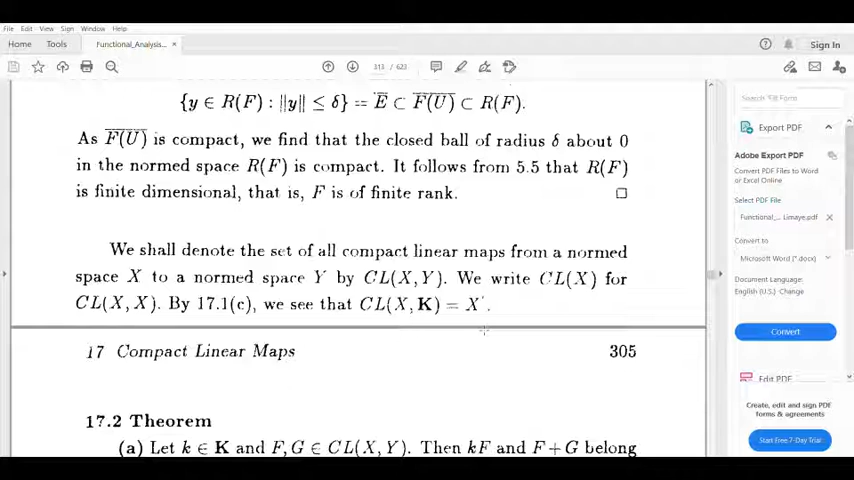 File Edit View Sign Window Help
Home Tools Functional_Analysis... × Sign In
313 / 623
{y ∈ R(F) : ||y|| ≤ δ} = E̅ ⊂ F(U)̅ ⊂ R(F).
As F(U)̅ is compact, we find that the closed ball of radius δ about 0
in the normed space R(F) is compact. It follows from 5.5 that R(F)
is finite dimensional, that is, F is of finite rank. □
We shall denote the set of all compact linear maps from a normed
space X to a normed space Y by CL(X, Y). We write CL(X) for
CL(X, X). By 17.1(c), we see that CL(X, K) = X′.
17 Compact Linear Maps 305
17.2 Theorem
(a) Let k ∈ K and F, G ∈ CL(X, Y). Then kF and F + G belong
Export PDF
Adobe Export PDF
Convert PDF Files to Word
or Excel Online
Select PDF File
Functional_... Limaye.pdf ×
Convert to
Microsoft Word (*.docx)
Document Language:
English (U.S.) Change
Convert
Edit PDF
Create, edit and sign PDF
forms & agreements
Start Free 7-Day Trial